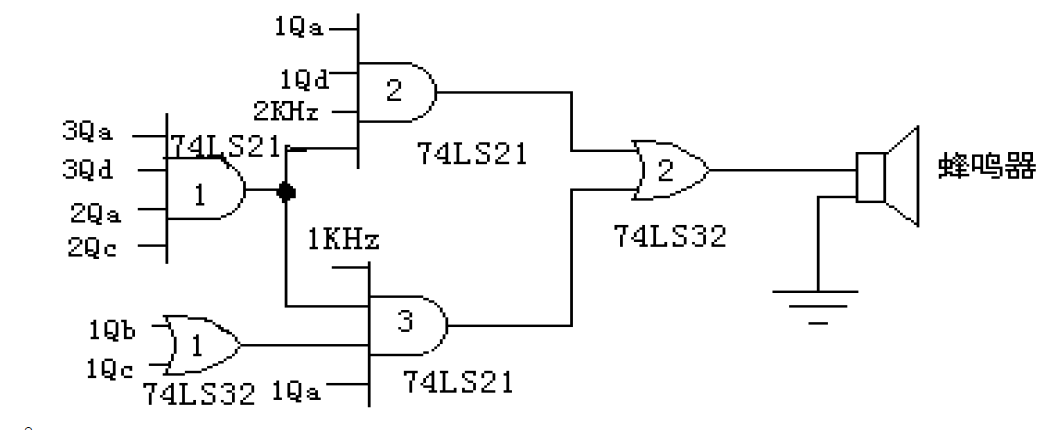 1Qa
1Qd
2
2KHz
74LS21
3Qa
74LS21
3Qd
1
2Qa
2Qc
2
74LS32
蜂鸣器
1KHz
3
74LS21
1Qb
1
1Qc
74LS32
1Qa